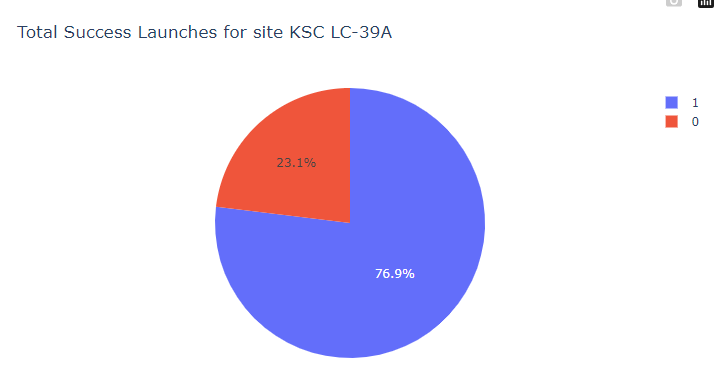 Total Success Launches for site KSC LC-39A
1
0
23.1%
76.9%